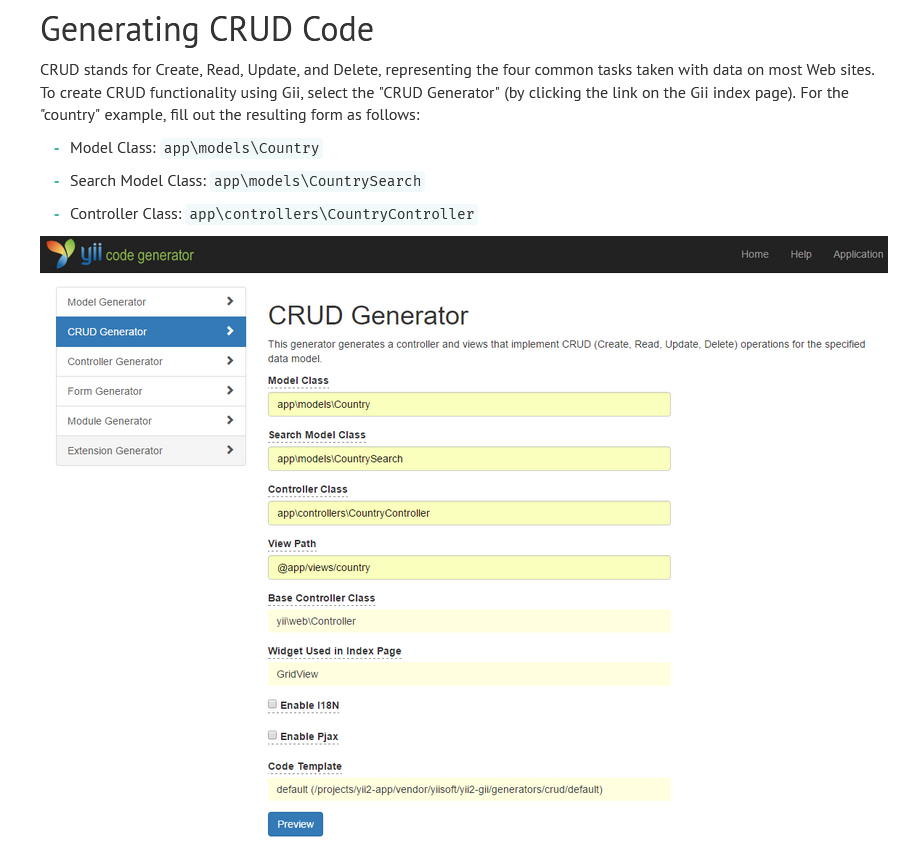 Generating CRUD Code
CRUD stands for Create, Read, Update, and Delete, representing the four common tasks taken with data on most Web sites.
To create CRUD functionality using Gii, select the "CRUD Generator" (by clicking the link on the Gii index page). For the
"country" example, fill out the resulting form as follows:
- Model Class: app\models\Country
- Search Model Class: app\models\CountrySearch
- Controller Class: app\controllers\CountryController
yii code generator
Home Help Application
Model Generator
CRUD Generator
Controller Generator
Form Generator
Module Generator
Extension Generator
CRUD Generator
This generator generates a controller and views that implement CRUD (Create, Read, Update, Delete) operations for the specified
data model.
Model Class
app\models\Country
Search Model Class
app\models\CountrySearch
Controller Class
app\controllers\CountryController
View Path
@app/views/country
Base Controller Class
yii\web\Controller
Widget Used in Index Page
GridView
Enable I18N
Enable Pjax
Code Template
default (/projects/yii2-app/vendor/yiisoft/yii2-gii/generators/crud/default)
Preview